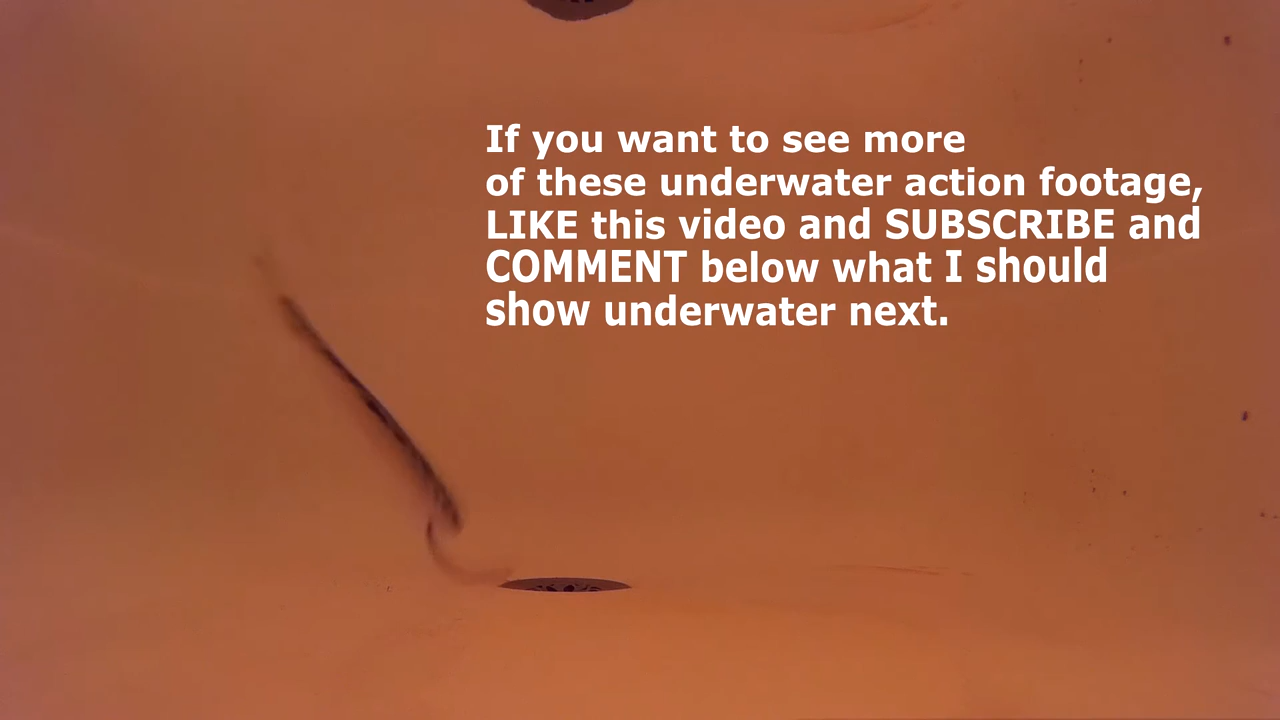 If you want to see more
of these underwater action footage,
LIKE this video and SUBSCRIBE and
COMMENT below what I should
show underwater next.